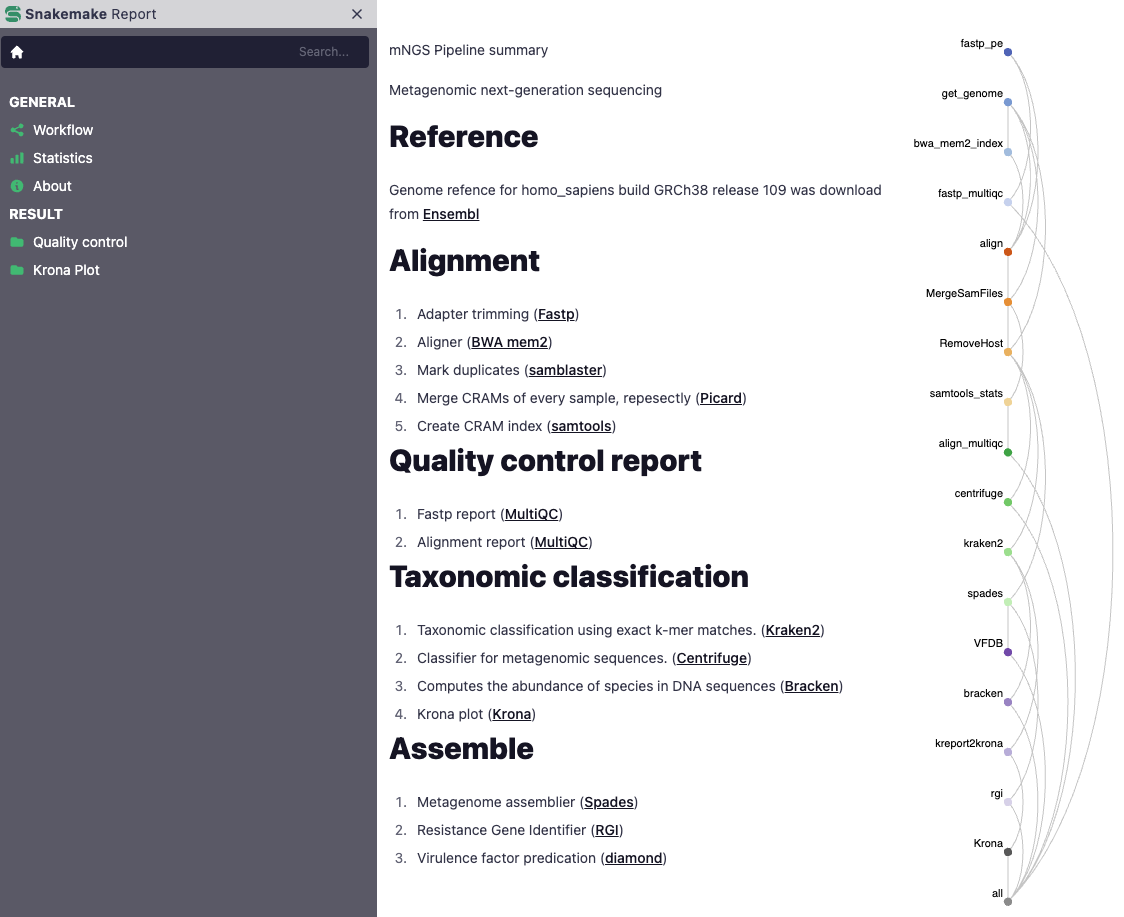 Snakemake Report
Search...
GENERAL
Workflow
Statistics
About
RESULT
Quality control
Krona Plot
mNGS Pipeline summary
Metagenomic next-generation sequencing
Reference
Genome refence for homo_sapiens build GRCh38 release 109 was download
from Ensembl
Alignment
1. Adapter trimming (Fastp)
2. Aligner (BWA mem2)
3. Mark duplicates (samblaster)
4. Merge CRAMs of every sample, repesectly (Picard)
5. Create CRAM index (samtools)
Quality control report
1. Fastp report (MultiQC)
2. Alignment report (MultiQC)
Taxonomic classification
1. Taxonomic classification using exact k-mer matches. (Kraken2)
2. Classifier for metagenomic sequences. (Centrifuge)
3. Computes the abundance of species in DNA sequences (Bracken)
4. Krona plot (Krona)
Assemble
1. Metagenome assemblier (Spades)
2. Resistance Gene Identifier (RGI)
3. Virulence factor predication (diamond)
fastp_pe
get_genome
bwa_mem2_index
fastp_multiqc
align
MergeSamFiles
RemoveHost
samtools_stats
align_multiqc
centrifuge
kraken2
spades
VFDB
bracken
kreport2krona
rgi
Krona
all